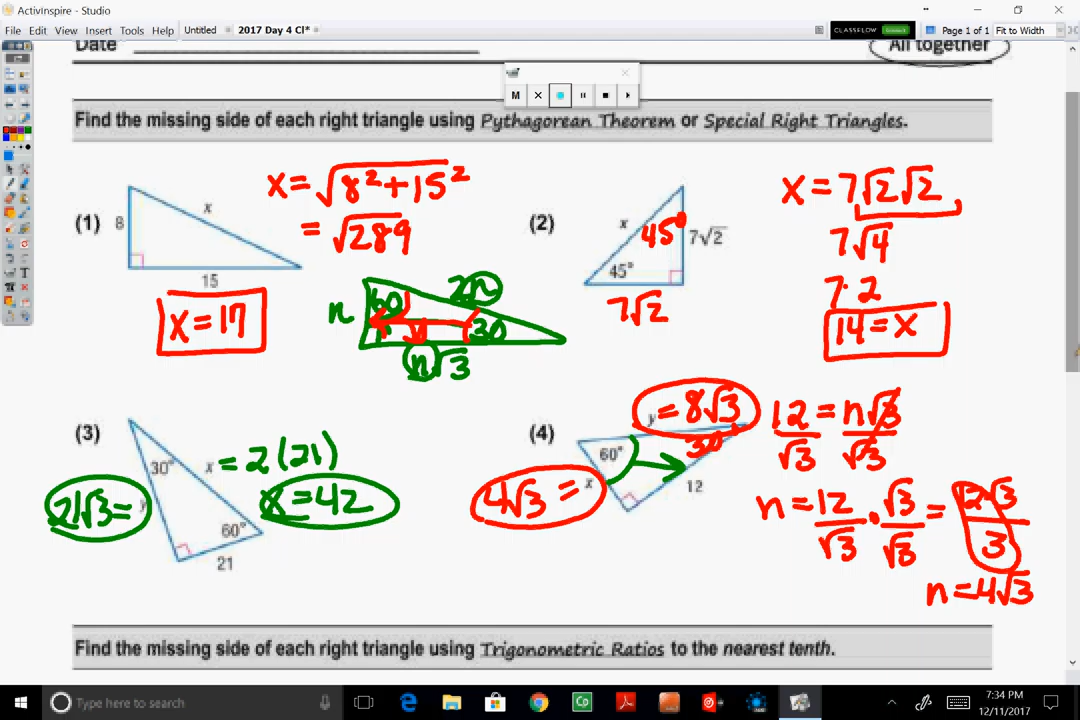 ActivInspire - Studio
File Edit View Insert Tools Help Untitled 2017 Day 4 Cl* CLASSFLOW Page 1 of 1 Fit to Width
Date
All together
M
Find the missing side of each right triangle using Pythagorean Theorem or Special Right Triangles.
(1)
8
x
15
x = √8² + 15²
= √289
x = 17
(2)
x
45°
45°
7√2
7√2
x = 7√2√2
7√4
7·2
14 = x
n
60
2n
30
n√3
(3)
30°
x = 2(21)
x = 42
21√3 = y
60°
21
(4)
y = 8√3
60°
30
x
4√3 =
12
12 = n√3
√3 √3
n = 12/√3 · √3/√3 = 12√3/3
n = 4√3
Find the missing side of each right triangle using Trigonometric Ratios to the nearest tenth.
Type here to search
7:34 PM
12/11/2017